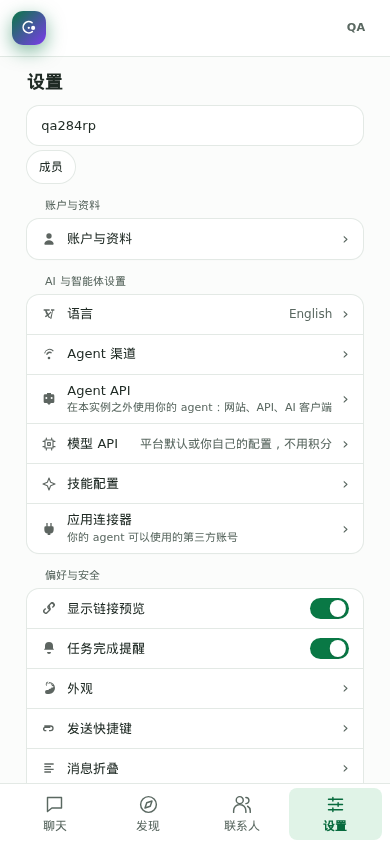 QA
设置
qa284rp
成员
账户与资料
账户与资料
AI 与智能体设置
语言
English
Agent 渠道
Agent API
在本实例之外使用你的 agent：网站、API、AI 客户端
模型 API
平台默认或你自己的配置，不用积分
技能配置
应用连接器
你的 agent 可以使用的第三方账号
偏好与安全
显示链接预览
任务完成提醒
外观
发送快捷键
消息折叠
聊天
发现
联系人
设置